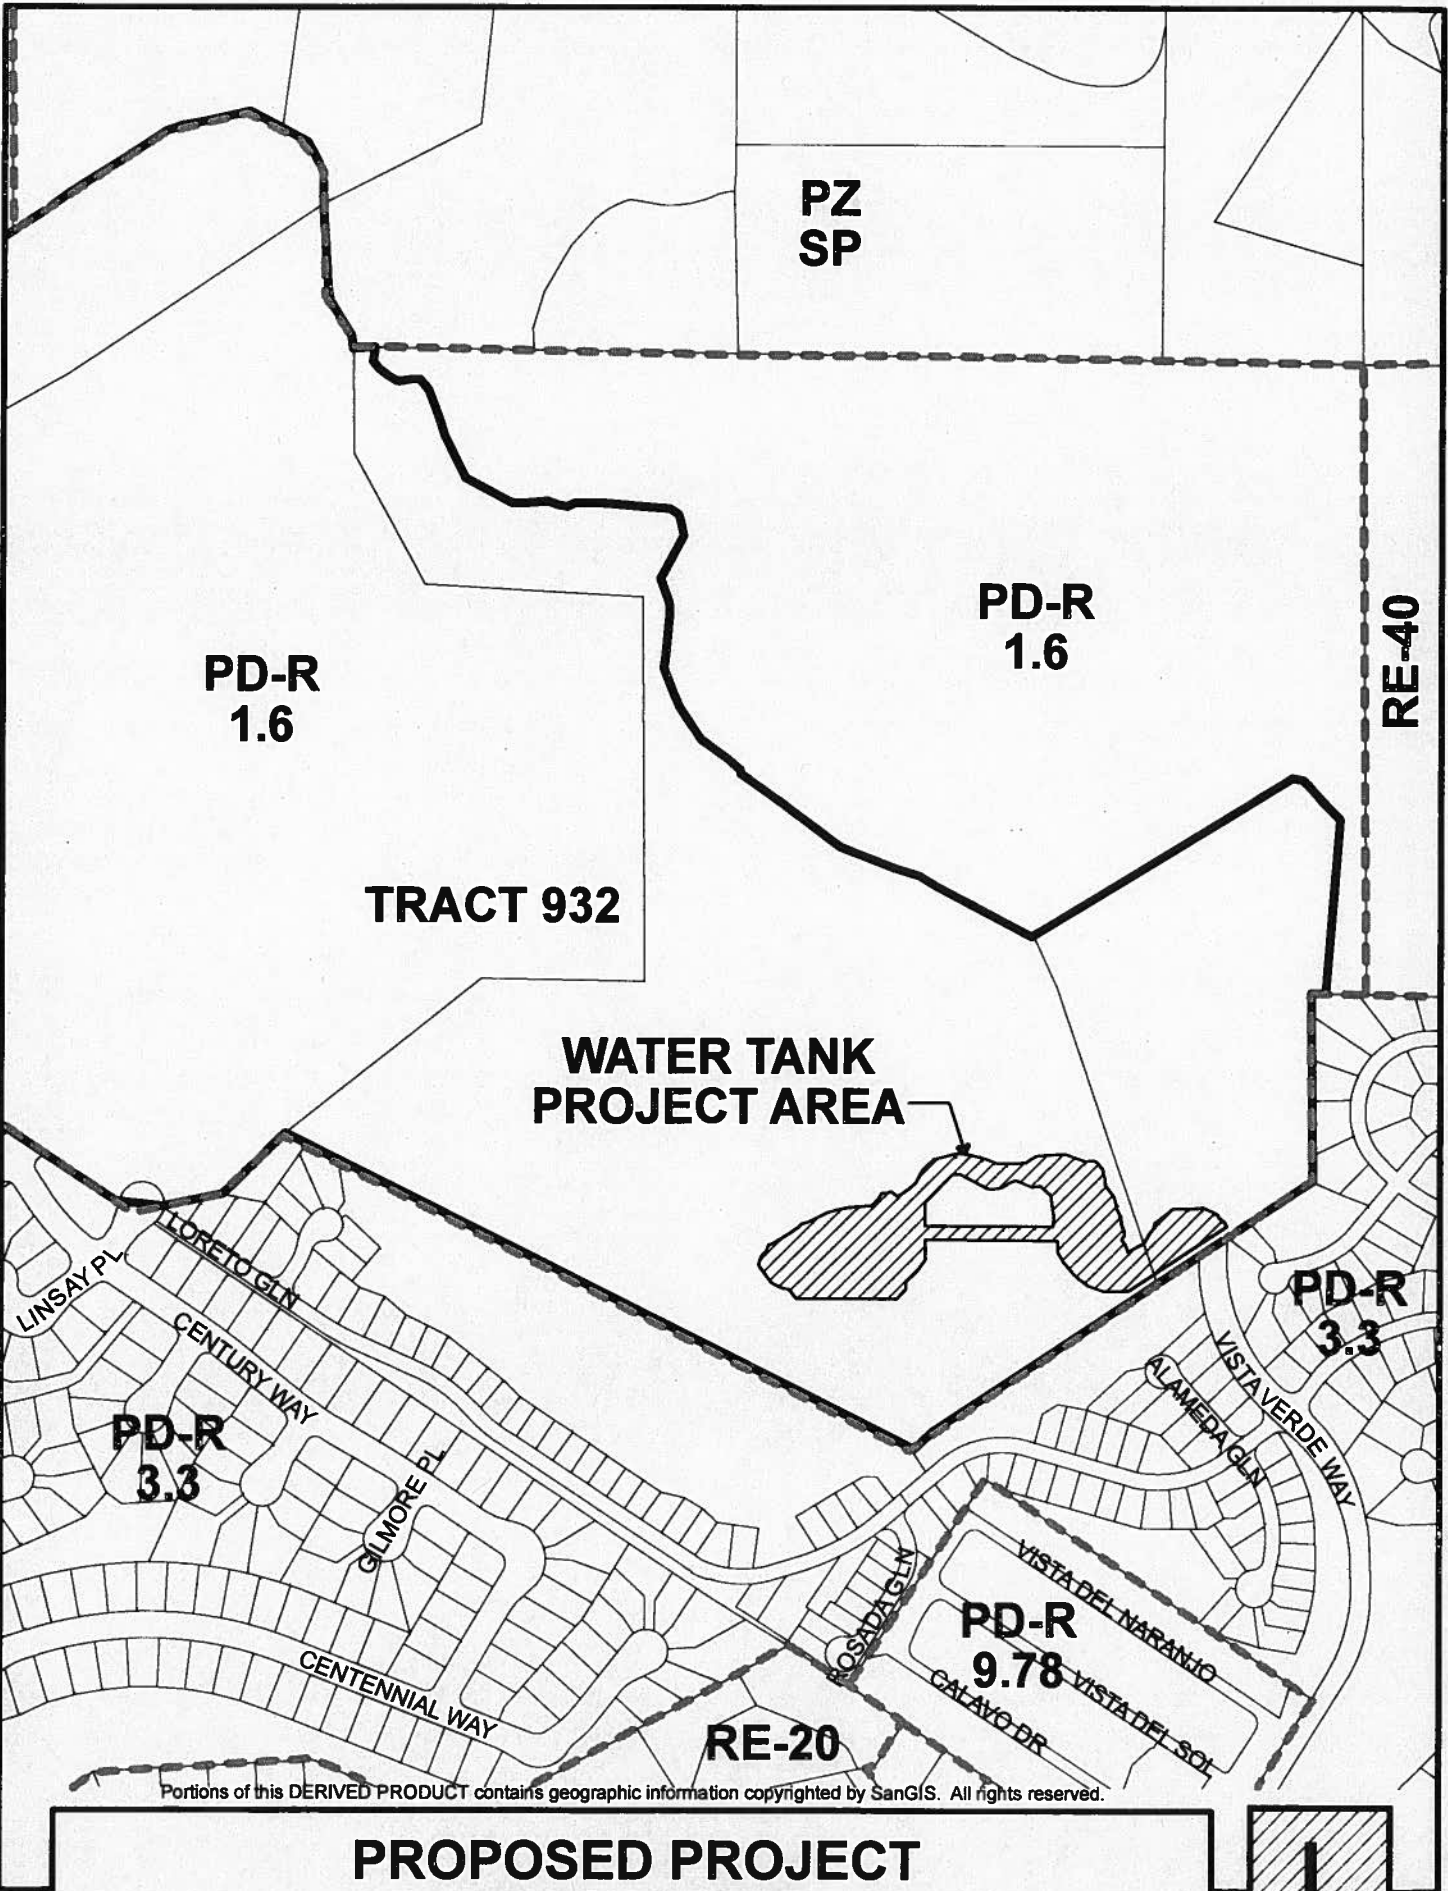 PZ
SP
PD-R
1.6
RE-40
PD-R
1.6
TRACT 932
WATER TANK
PROJECT AREA
LORETO GLN
LINSAY PL
CENTURY WAY
PD-R
3.3
VISTA VERDE WAY
ALAMEDA GLN
PD-R
3.3
GILMORE PL
ROSADA GLN
VISTA DEL NARANJO
PD-R
9.78
VISTA DEL SOL
CALAVO DR
CENTENNIAL WAY
RE-20
Portions of this DERIVED PRODUCT contains geographic information copyrighted by SanGIS. All rights reserved.
PROPOSED PROJECT